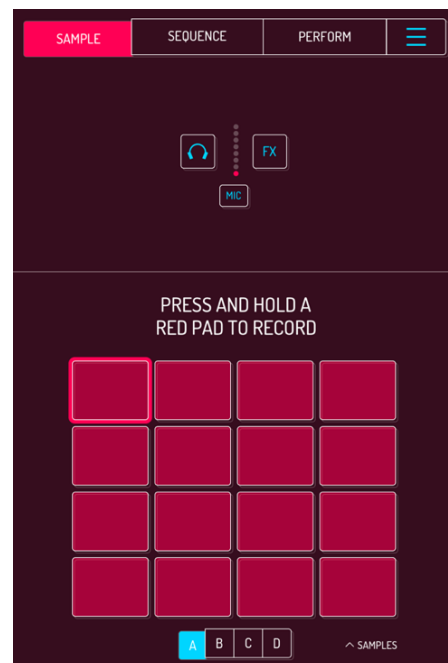 SAMPLE
SEQUENCE
PERFORM
FX
MIC
PRESS AND HOLD A
RED PAD TO RECORD
A B C D
SAMPLES